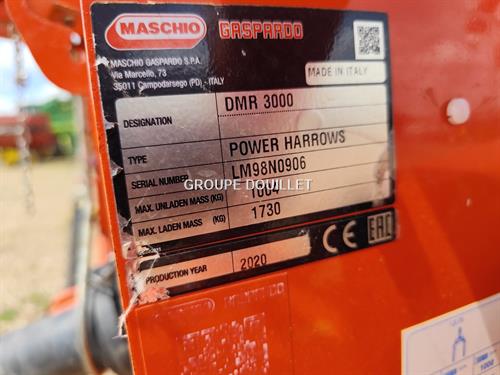 MASCHIO GASPARDO
MASCHIO GASPARDO S.P.A.
Via Marcello, 73
35011 Campodarsego (PD) - ITALY
MADE IN ITALY
DESIGNATION DMR 3000
TYPE POWER HARROWS
SERIAL NUMBER LM98N0906
GROUPE DOUILLET
MAX. UNLADEN MASS (KG) 1004
MAX. LADEN MASS (KG) 1730
CE EAC
PRODUCTION YEAR 2020
MASCHIO